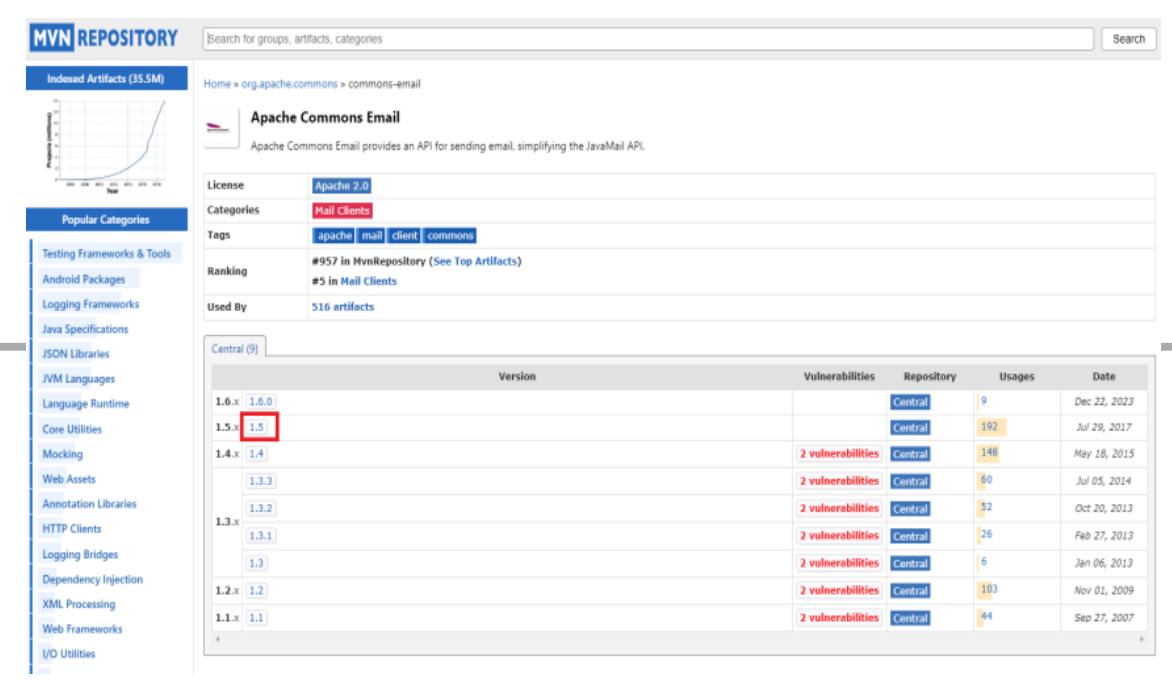 MVN REPOSITORY
Search for groups, artifacts, categories
Search
Indexed Artifacts (35.5M)
Projects (millions)
Year
Popular Categories
Testing Frameworks & Tools
Android Packages
Logging Frameworks
Java Specifications
JSON Libraries
JVM Languages
Language Runtime
Core Utilities
Mocking
Web Assets
Annotation Libraries
HTTP Clients
Logging Bridges
Dependency Injection
XML Processing
Web Frameworks
I/O Utilities
Home » org.apache.commons » commons-email
Apache Commons Email
Apache Commons Email provides an API for sending email, simplifying the JavaMail API.
License Apache 2.0
Categories Mail Clients
Tags apache mail client commons
Ranking #957 in MvnRepository (See Top Artifacts)
#5 in Mail Clients
Used By 516 artifacts
Central (9)
Version Vulnerabilities Repository Usages Date
1.6.x 1.6.0 Central 9 Dec 22, 2023
1.5.x 1.5 Central 192 Jul 29, 2017
1.4.x 1.4 2 vulnerabilities Central 148 May 18, 2015
1.3.x 1.3.3 2 vulnerabilities Central 60 Jul 05, 2014
1.3.2 2 vulnerabilities Central 52 Oct 20, 2013
1.3.1 2 vulnerabilities Central 26 Feb 27, 2013
1.3 2 vulnerabilities Central 6 Jan 06, 2013
1.2.x 1.2 2 vulnerabilities Central 103 Nov 01, 2009
1.1.x 1.1 2 vulnerabilities Central 44 Sep 27, 2007